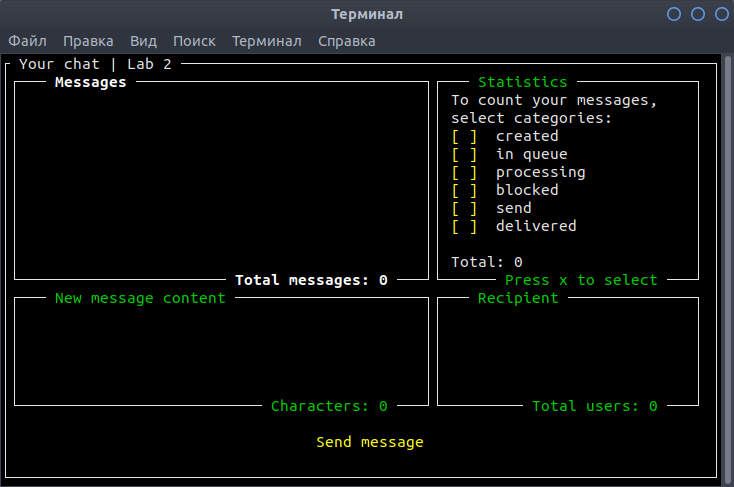 Терминал
Файл Правка Вид Поиск Терминал Справка
Your chat | Lab 2
Messages
Total messages: 0
Statistics
To count your messages,
select categories:
[ ] created
[ ] in queue
[ ] processing
[ ] blocked
[ ] send
[ ] delivered
Total: 0
Press x to select
New message content
Characters: 0
Recipient
Total users: 0
Send message